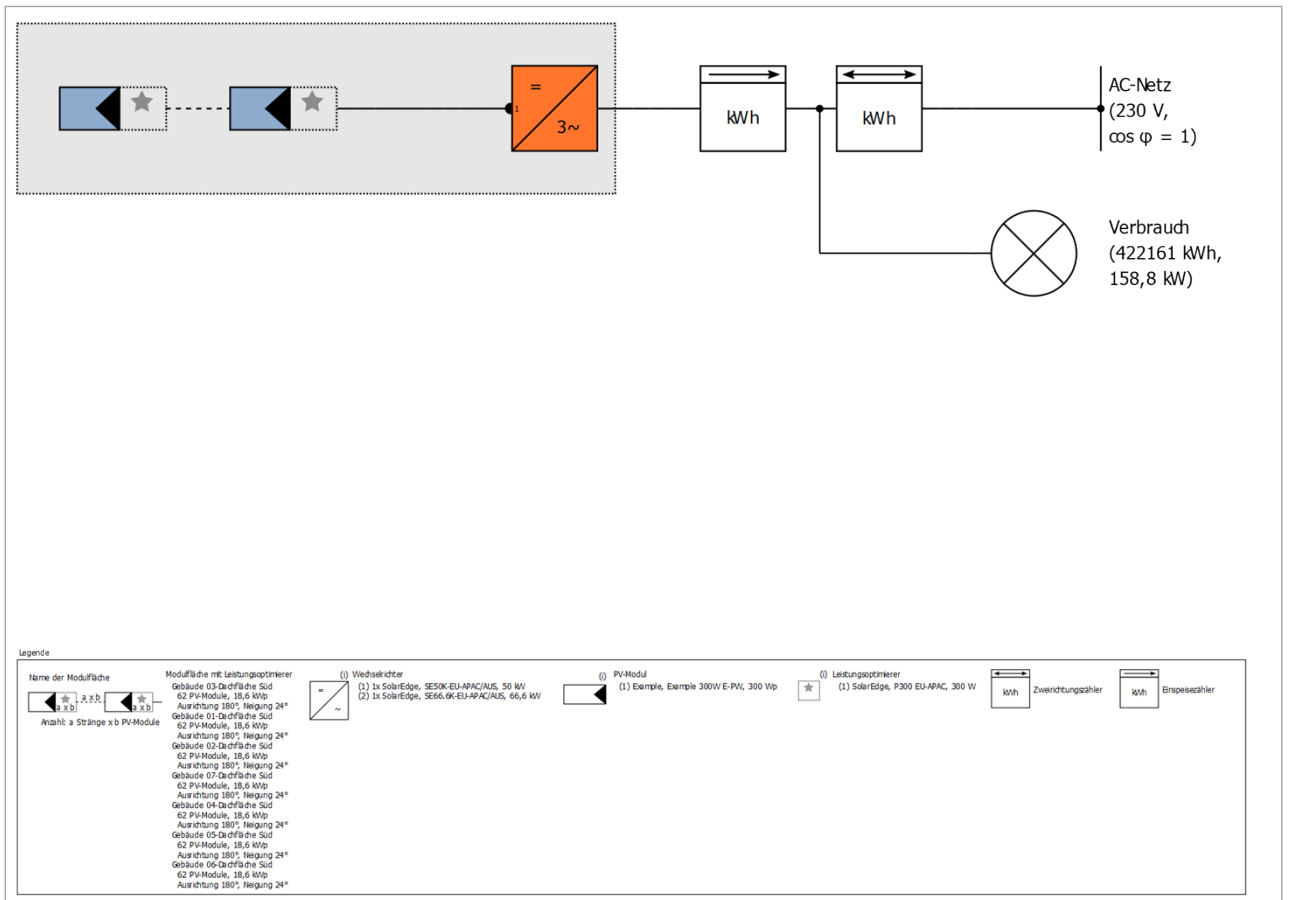 =
1
3~
kWh
kWh
AC-Netz
(230 V,
cos φ = 1)
Verbrauch
(422161 kWh,
158,8 kW)
Legende
Name der Modulfläche
a x b
a x b
a x b
Anzahl: a Stränge x b PV-Module
Modulfläche mit Leistungsoptimierer
Gebäude 03-Dachfläche Süd
62 PV-Module, 18,6 kWp
Ausrichtung 180°, Neigung 24°
Gebäude 01-Dachfläche Süd
62 PV-Module, 18,6 kWp
Ausrichtung 180°, Neigung 24°
Gebäude 02-Dachfläche Süd
62 PV-Module, 18,6 kWp
Ausrichtung 180°, Neigung 24°
Gebäude 07-Dachfläche Süd
62 PV-Module, 18,6 kWp
Ausrichtung 180°, Neigung 24°
Gebäude 04-Dachfläche Süd
62 PV-Module, 18,6 kWp
Ausrichtung 180°, Neigung 24°
Gebäude 05-Dachfläche Süd
62 PV-Module, 18,6 kWp
Ausrichtung 180°, Neigung 24°
Gebäude 06-Dachfläche Süd
62 PV-Module, 18,6 kWp
Ausrichtung 180°, Neigung 24°
=
~
(i) Wechselrichter
(1) 1x SolarEdge, SE50K-EU-APAC/AUS, 50 kW
(2) 1x SolarEdge, SE66.6K-EU-APAC/AUS, 66,6 kW
(i) PV-Modul
(1) Example, Example 300W E-PW, 300 Wp
(i) Leistungsoptimierer
(1) SolarEdge, P300 EU-APAC, 300 W
kWh
Zweirichtungszähler
kWh
Einspeisezähler